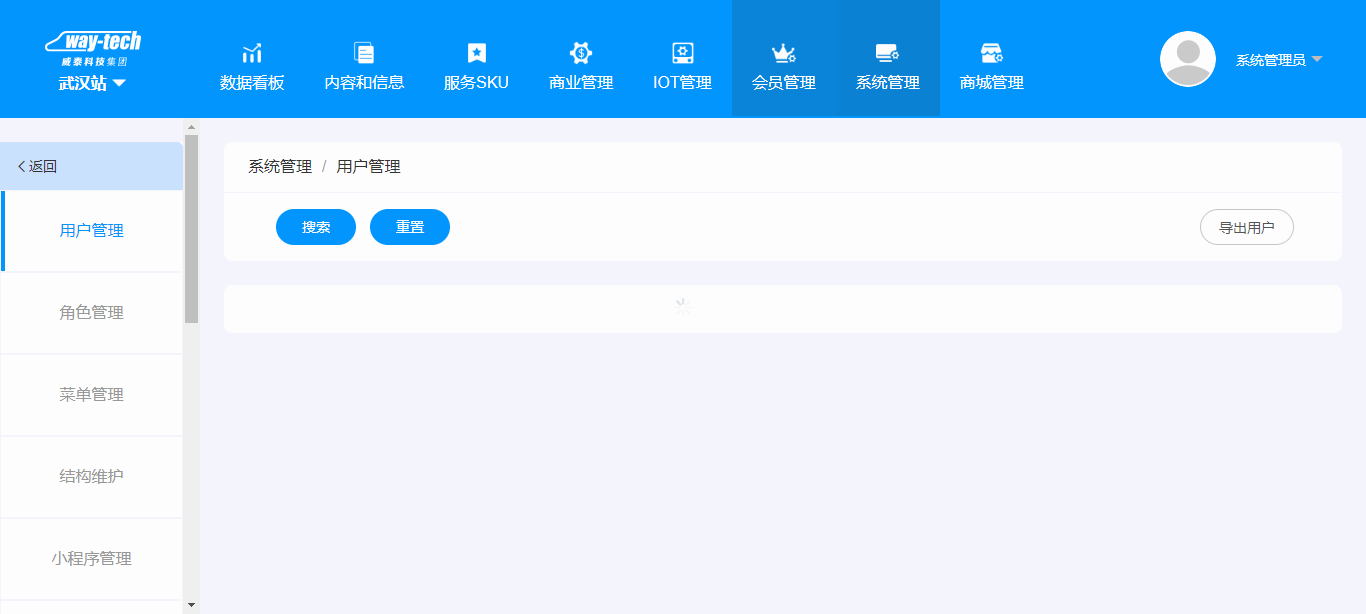 way-tech
威泰科技集团
武汉站
数据看板
内容和信息
服务SKU
商业管理
IOT管理
会员管理
系统管理
商城管理
系统管理员
返回
用户管理
角色管理
菜单管理
结构维护
小程序管理
系统管理 / 用户管理
搜索
重置
导出用户